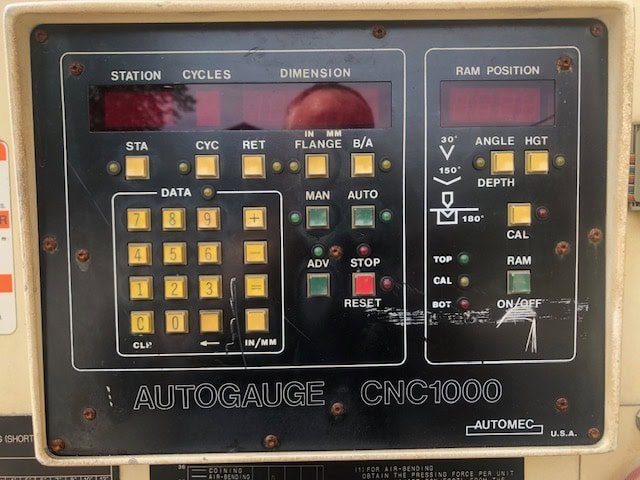 STATION CYCLES DIMENSION
RAM POSITION
IN MM
STA CYC RET FLANGE B/A
30°
ANGLE HGT
150°
DEPTH
DATA
MAN AUTO
180°
7 8 9 +
CAL
4 5 6 -
ADV STOP
TOP RAM
1 2 3
CAL
RESET
BOT ON/OFF
C 0
CLR ← IN/MM
AUTOGAUGE CNC1000
AUTOMEC U.S.A.
(SHORT
36 COINING
AIR-BENDING
(1) FOR AIR-BENDING
OBTAIN THE PRESSING FORCE PER UNIT